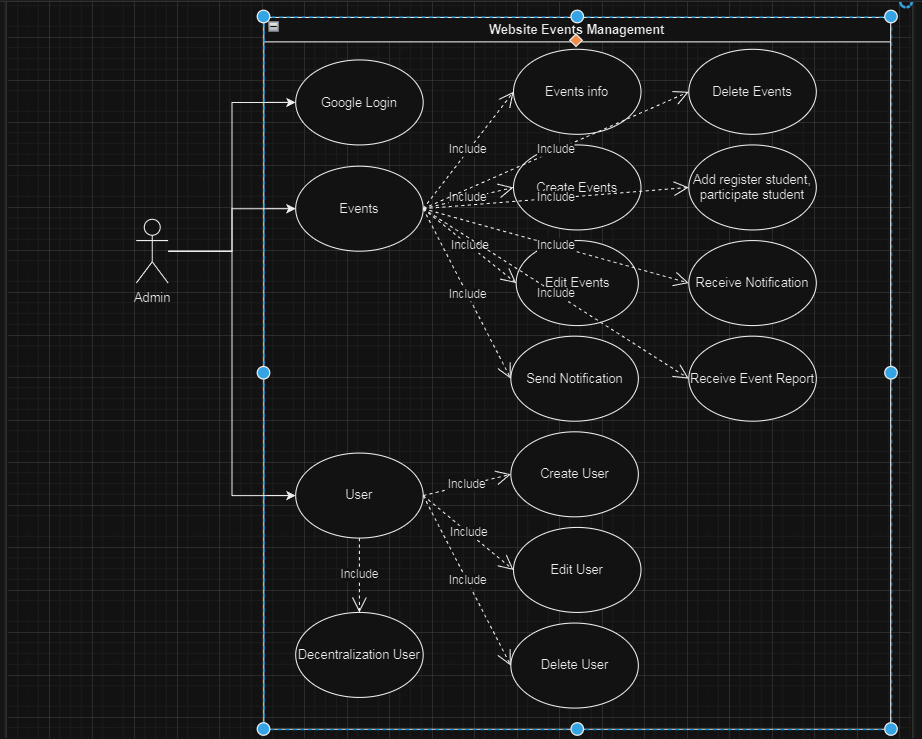 Website Events Management
Google Login
Events info
Delete Events
Include
Include
Events
Create Events
Add register student,
participate student
Include
Include
Include
Include
Edit Events
Receive Notification
Admin
Include
Include
Send Notification
Receive Event Report
User
Create User
Include
Include
Edit User
Include
Include
Decentralization User
Delete User